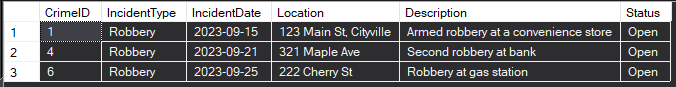 CrimeID IncidentType IncidentDate Location Description Status
1 1 Robbery 2023-09-15 123 Main St, Cityville Armed robbery at a convenience store Open
2 4 Robbery 2023-09-21 321 Maple Ave Second robbery at bank Open
3 6 Robbery 2023-09-25 222 Cherry St Robbery at gas station Open